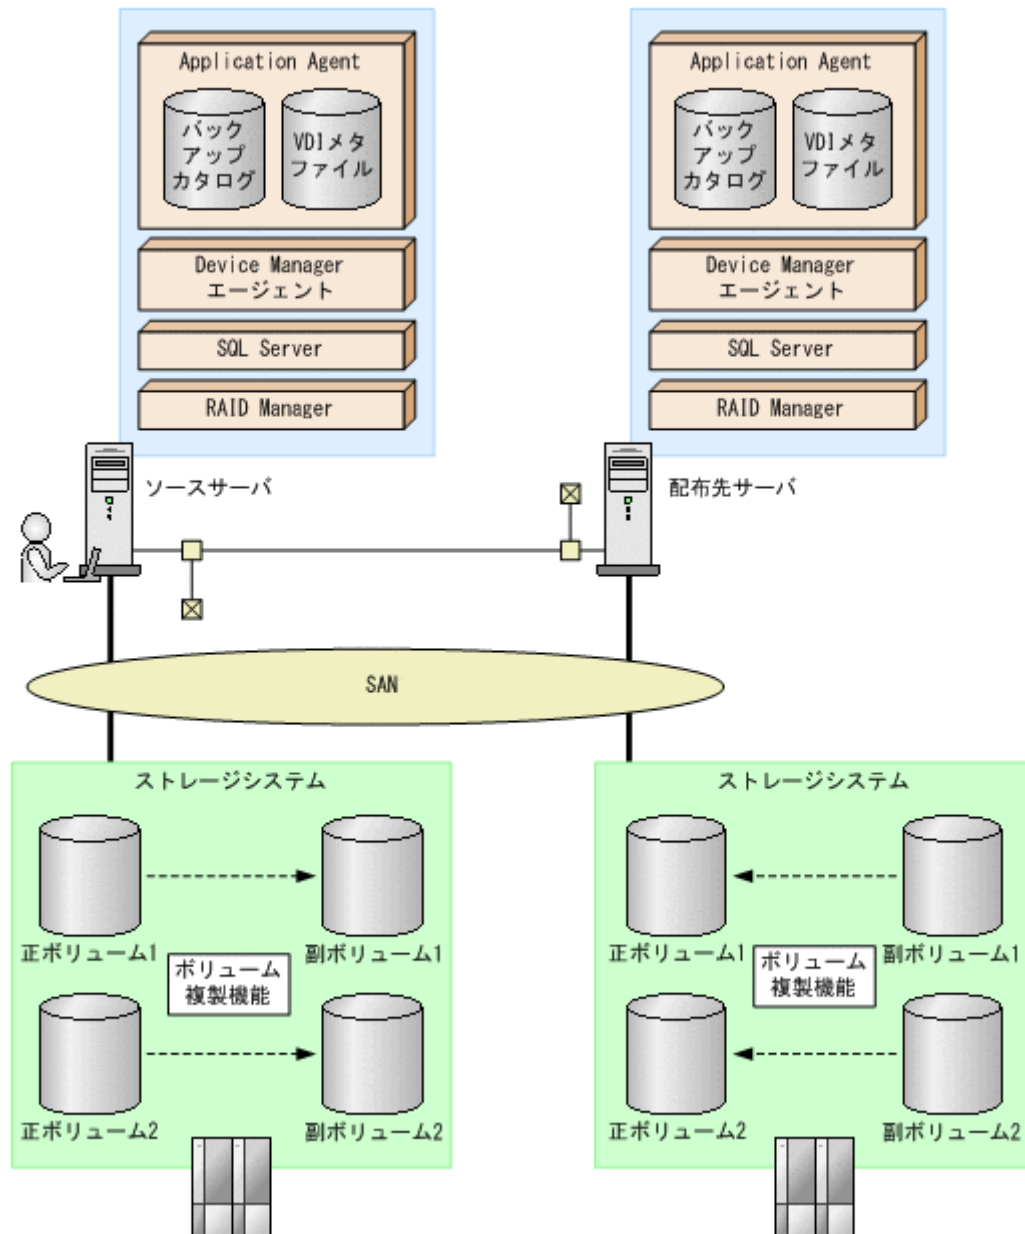 Application Agent
バック
アップ
カタログ
VDIメタ
ファイル
Device Manager
エージェント
SQL Server
RAID Manager
ソースサーバ
Application Agent
バック
アップ
カタログ
VDIメタ
ファイル
Device Manager
エージェント
SQL Server
RAID Manager
配布先サーバ
SAN
ストレージシステム
正ボリューム1
副ボリューム1
ボリューム
複製機能
正ボリューム2
副ボリューム2
ストレージシステム
正ボリューム1
副ボリューム1
ボリューム
複製機能
正ボリューム2
副ボリューム2